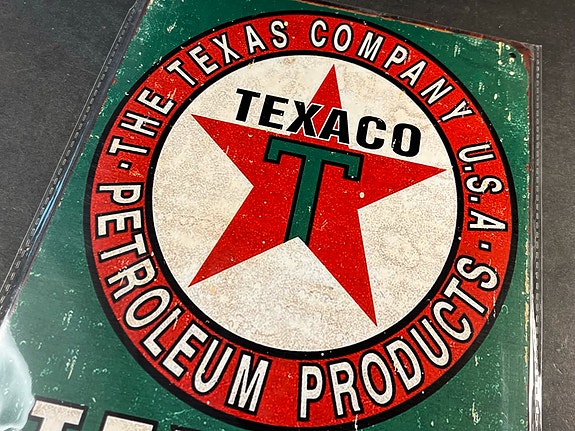 THE TEXAS COMPANY U.S.A.
TEXACO
T
PETROLEUM PRODUCTS